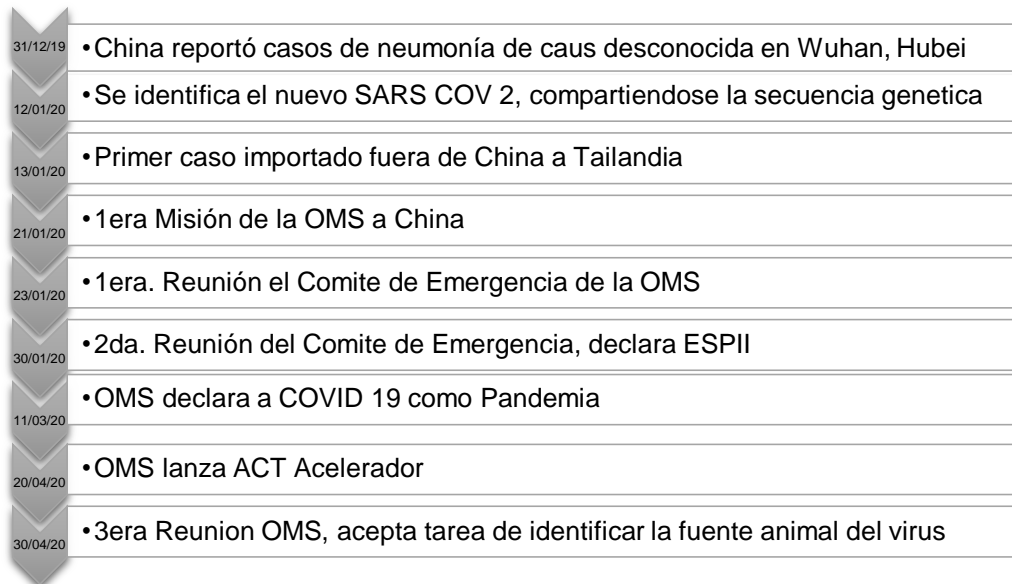 31/12/19 •China reportó casos de neumonía de caus desconocida en Wuhan, Hubei
12/01/20 •Se identifica el nuevo SARS COV 2, compartiendose la secuencia genetica
13/01/20 •Primer caso importado fuera de China a Tailandia
21/01/20 •1era Misión de la OMS a China
23/01/20 •1era. Reunión el Comite de Emergencia de la OMS
30/01/20 •2da. Reunión del Comite de Emergencia, declara ESPII
11/03/20 •OMS declara a COVID 19 como Pandemia
20/04/20 •OMS lanza ACT Acelerador
30/04/20 •3era Reunion OMS, acepta tarea de identificar la fuente animal del virus